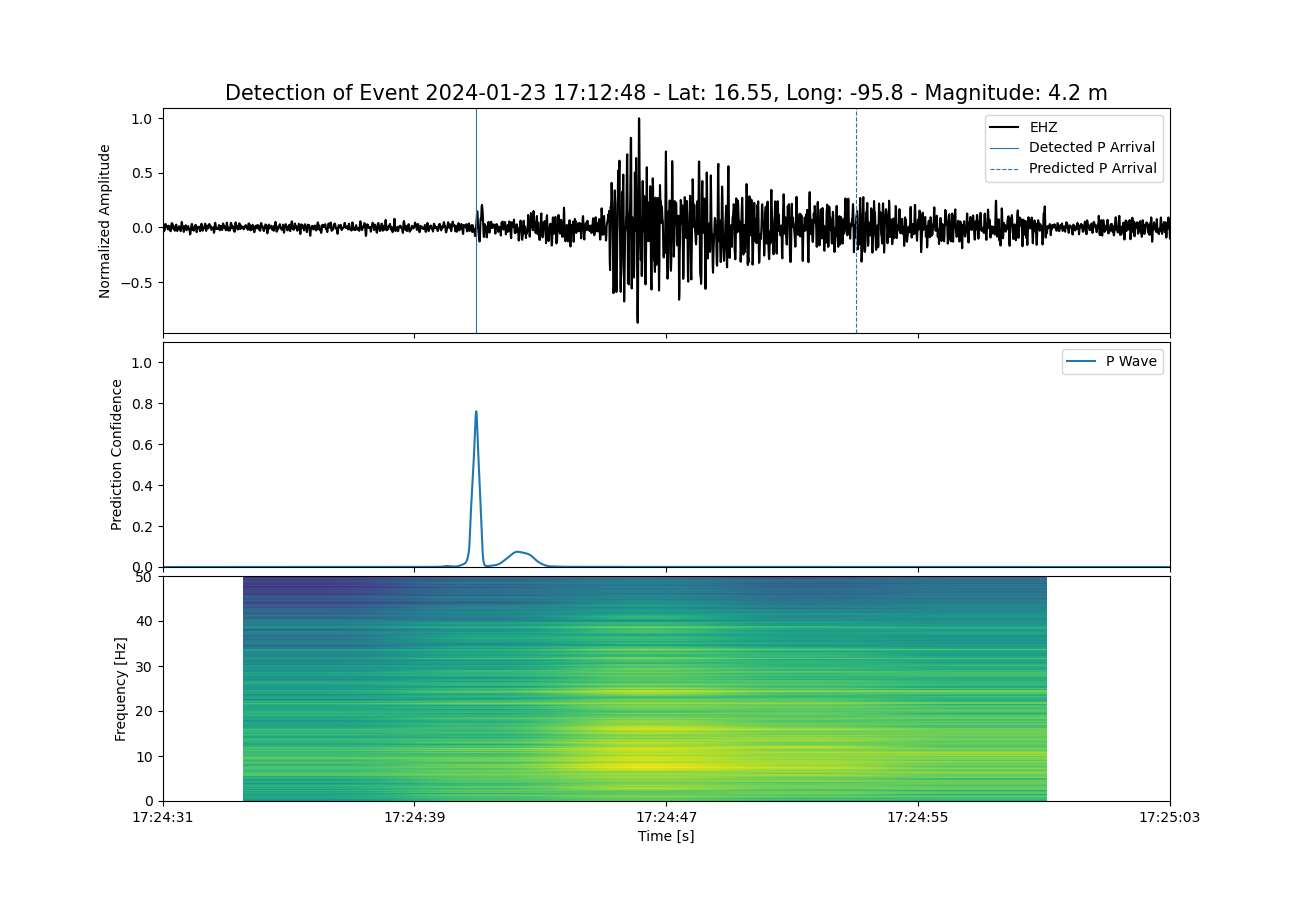 Detection of Event 2024-01-23 17:12:48 - Lat: 16.55, Long: -95.8 - Magnitude: 4.2 m
Normalized Amplitude
1.0
0.5
0.0
−0.5
EHZ
Detected P Arrival
Predicted P Arrival
Prediction Confidence
1.0
0.8
0.6
0.4
0.2
0.0
P Wave
Frequency [Hz]
50
40
30
20
10
0
17:24:31 17:24:39 17:24:47 17:24:55 17:25:03
Time [s]